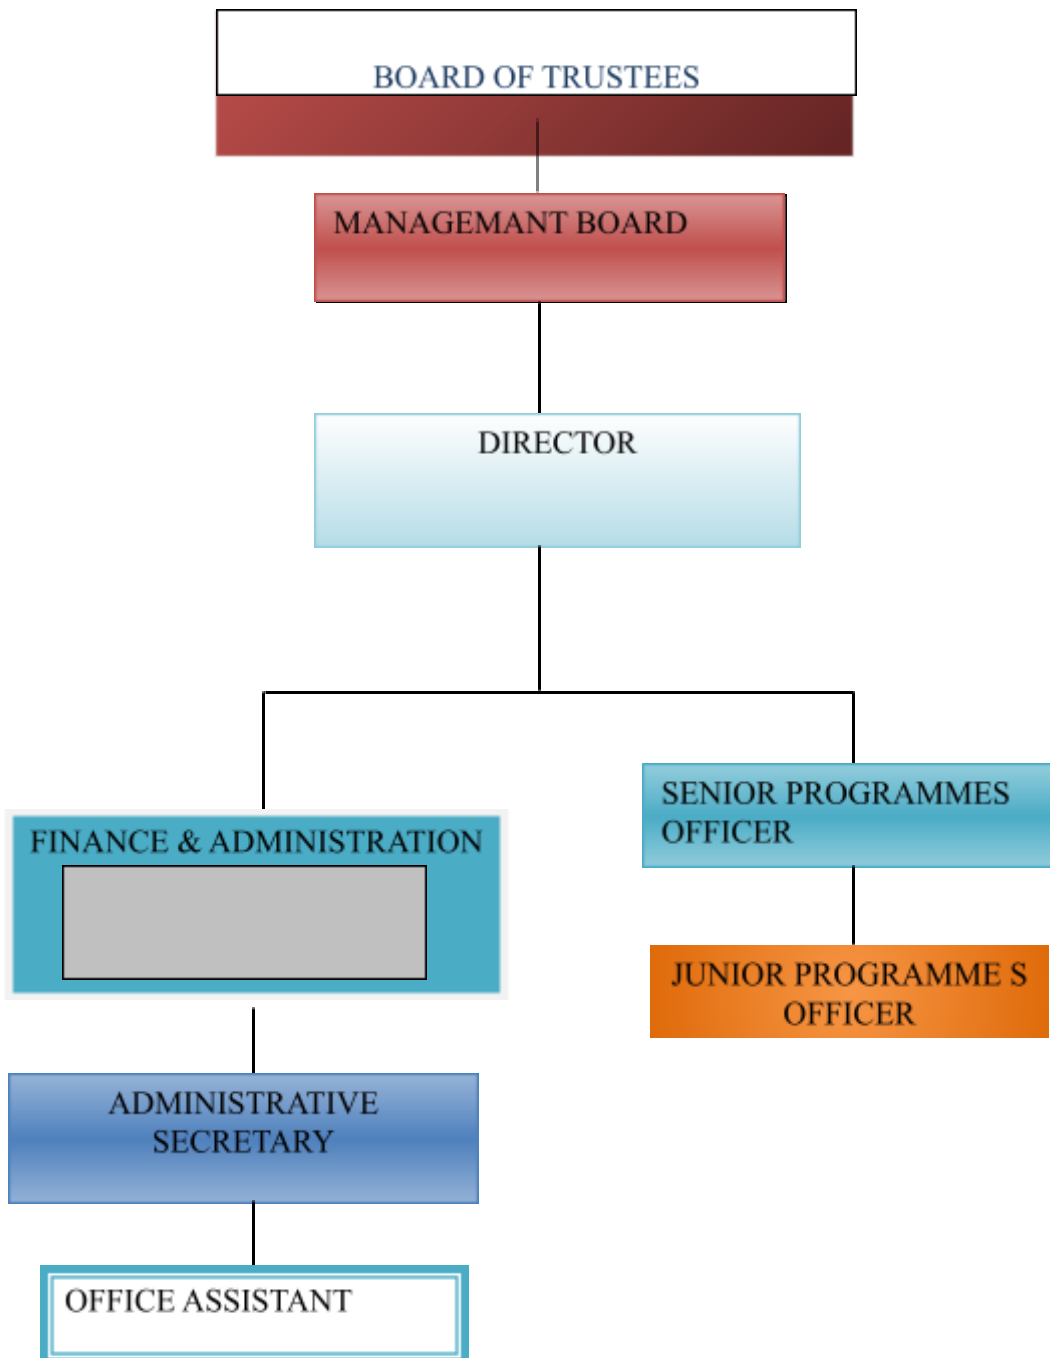 BOARD OF TRUSTEES
MANAGEMANT BOARD
DIRECTOR
FINANCE & ADMINISTRATION
SENIOR PROGRAMMES
OFFICER
JUNIOR PROGRAMME S
OFFICER
ADMINISTRATIVE
SECRETARY
OFFICE ASSISTANT